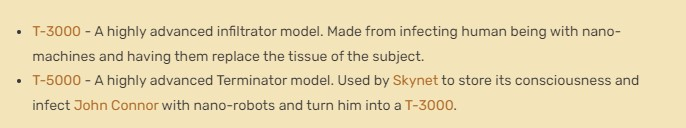 • T-3000 - A highly advanced infiltrator model. Made from infecting human being with nano-
machines and having them replace the tissue of the subject.
• T-5000 - A highly advanced Terminator model. Used by Skynet to store its consciousness and
infect John Connor with nano-robots and turn him into a T-3000.